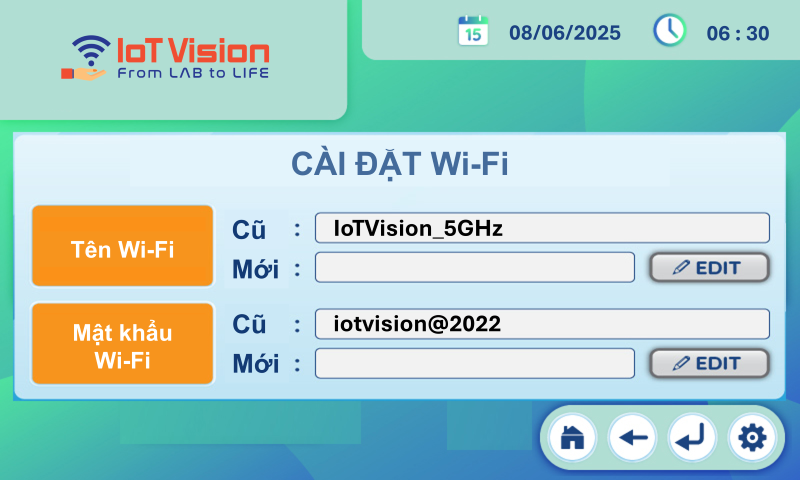 IoT Vision
From LAB to LIFE
15
08/06/2025
06 : 30
CÀI ĐẶT Wi-Fi
Tên Wi-Fi
Cũ : IoTVision_5GHz
Mới :
EDIT
Mật khẩu
Wi-Fi
Cũ : iotvision@2022
Mới :
EDIT